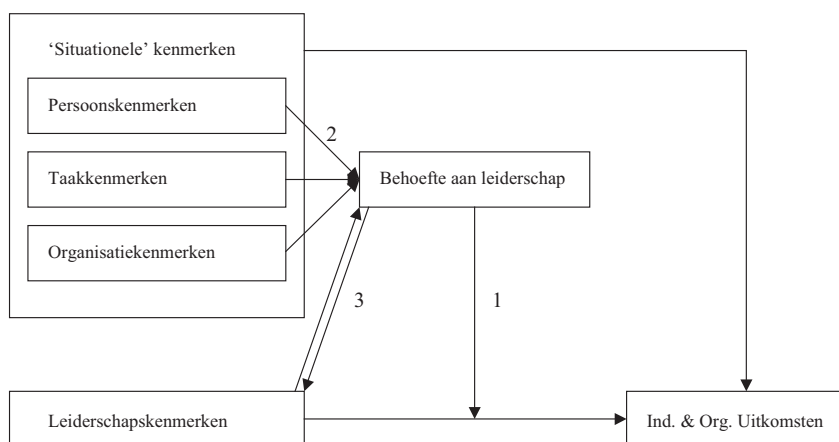 ‘Situationele’ kenmerken
Persoonskenmerken
2
Taakkenmerken
Behoefte aan leiderschap
Organisatiekenmerken
3
1
Leiderschapskenmerken
Ind. & Org. Uitkomsten